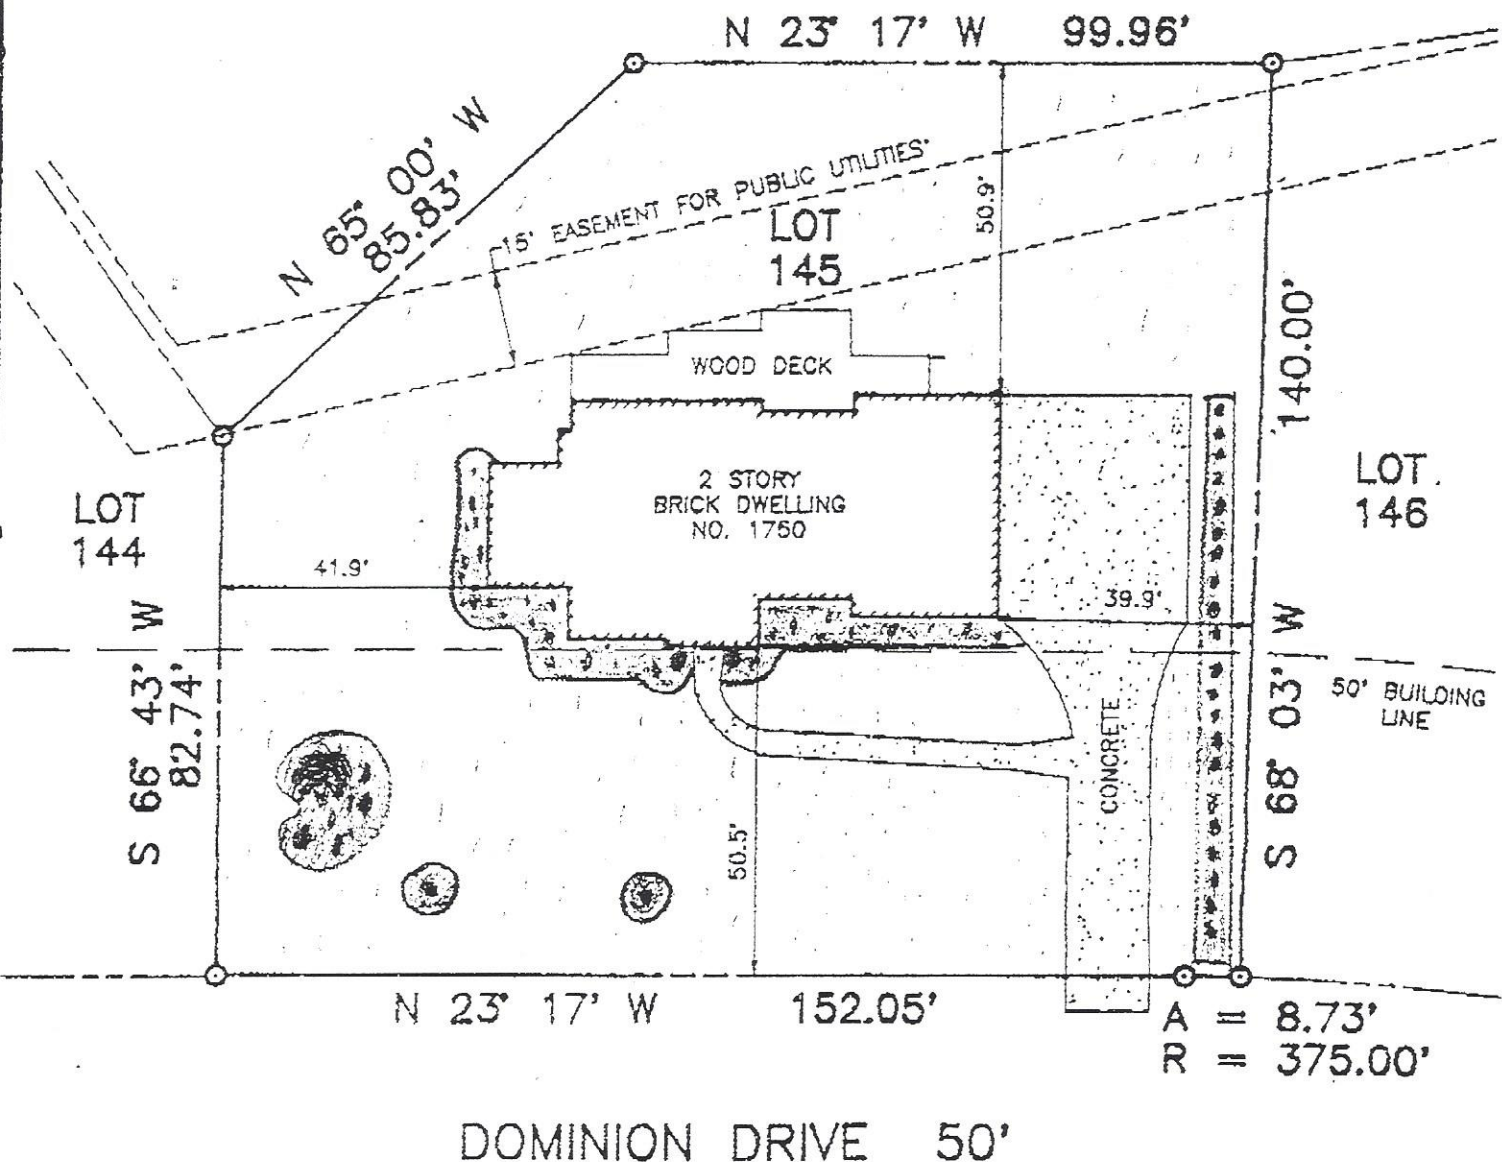 N 23° 17' W 99.96'
N 65° 00' W
85.83'
15' EASEMENT FOR PUBLIC UTILITIES
LOT
145
50.9'
WOOD DECK
140.00'
2 STORY
BRICK DWELLING
NO. 1750
LOT
144
LOT
146
41.9'
39.9'
S 66° 43' W
82.74'
S 68° 03' W
50' BUILDING
LINE
CONCRETE
50.5'
N 23° 17' W 152.05'
A = 8.73'
R = 375.00'
DOMINION DRIVE 50'